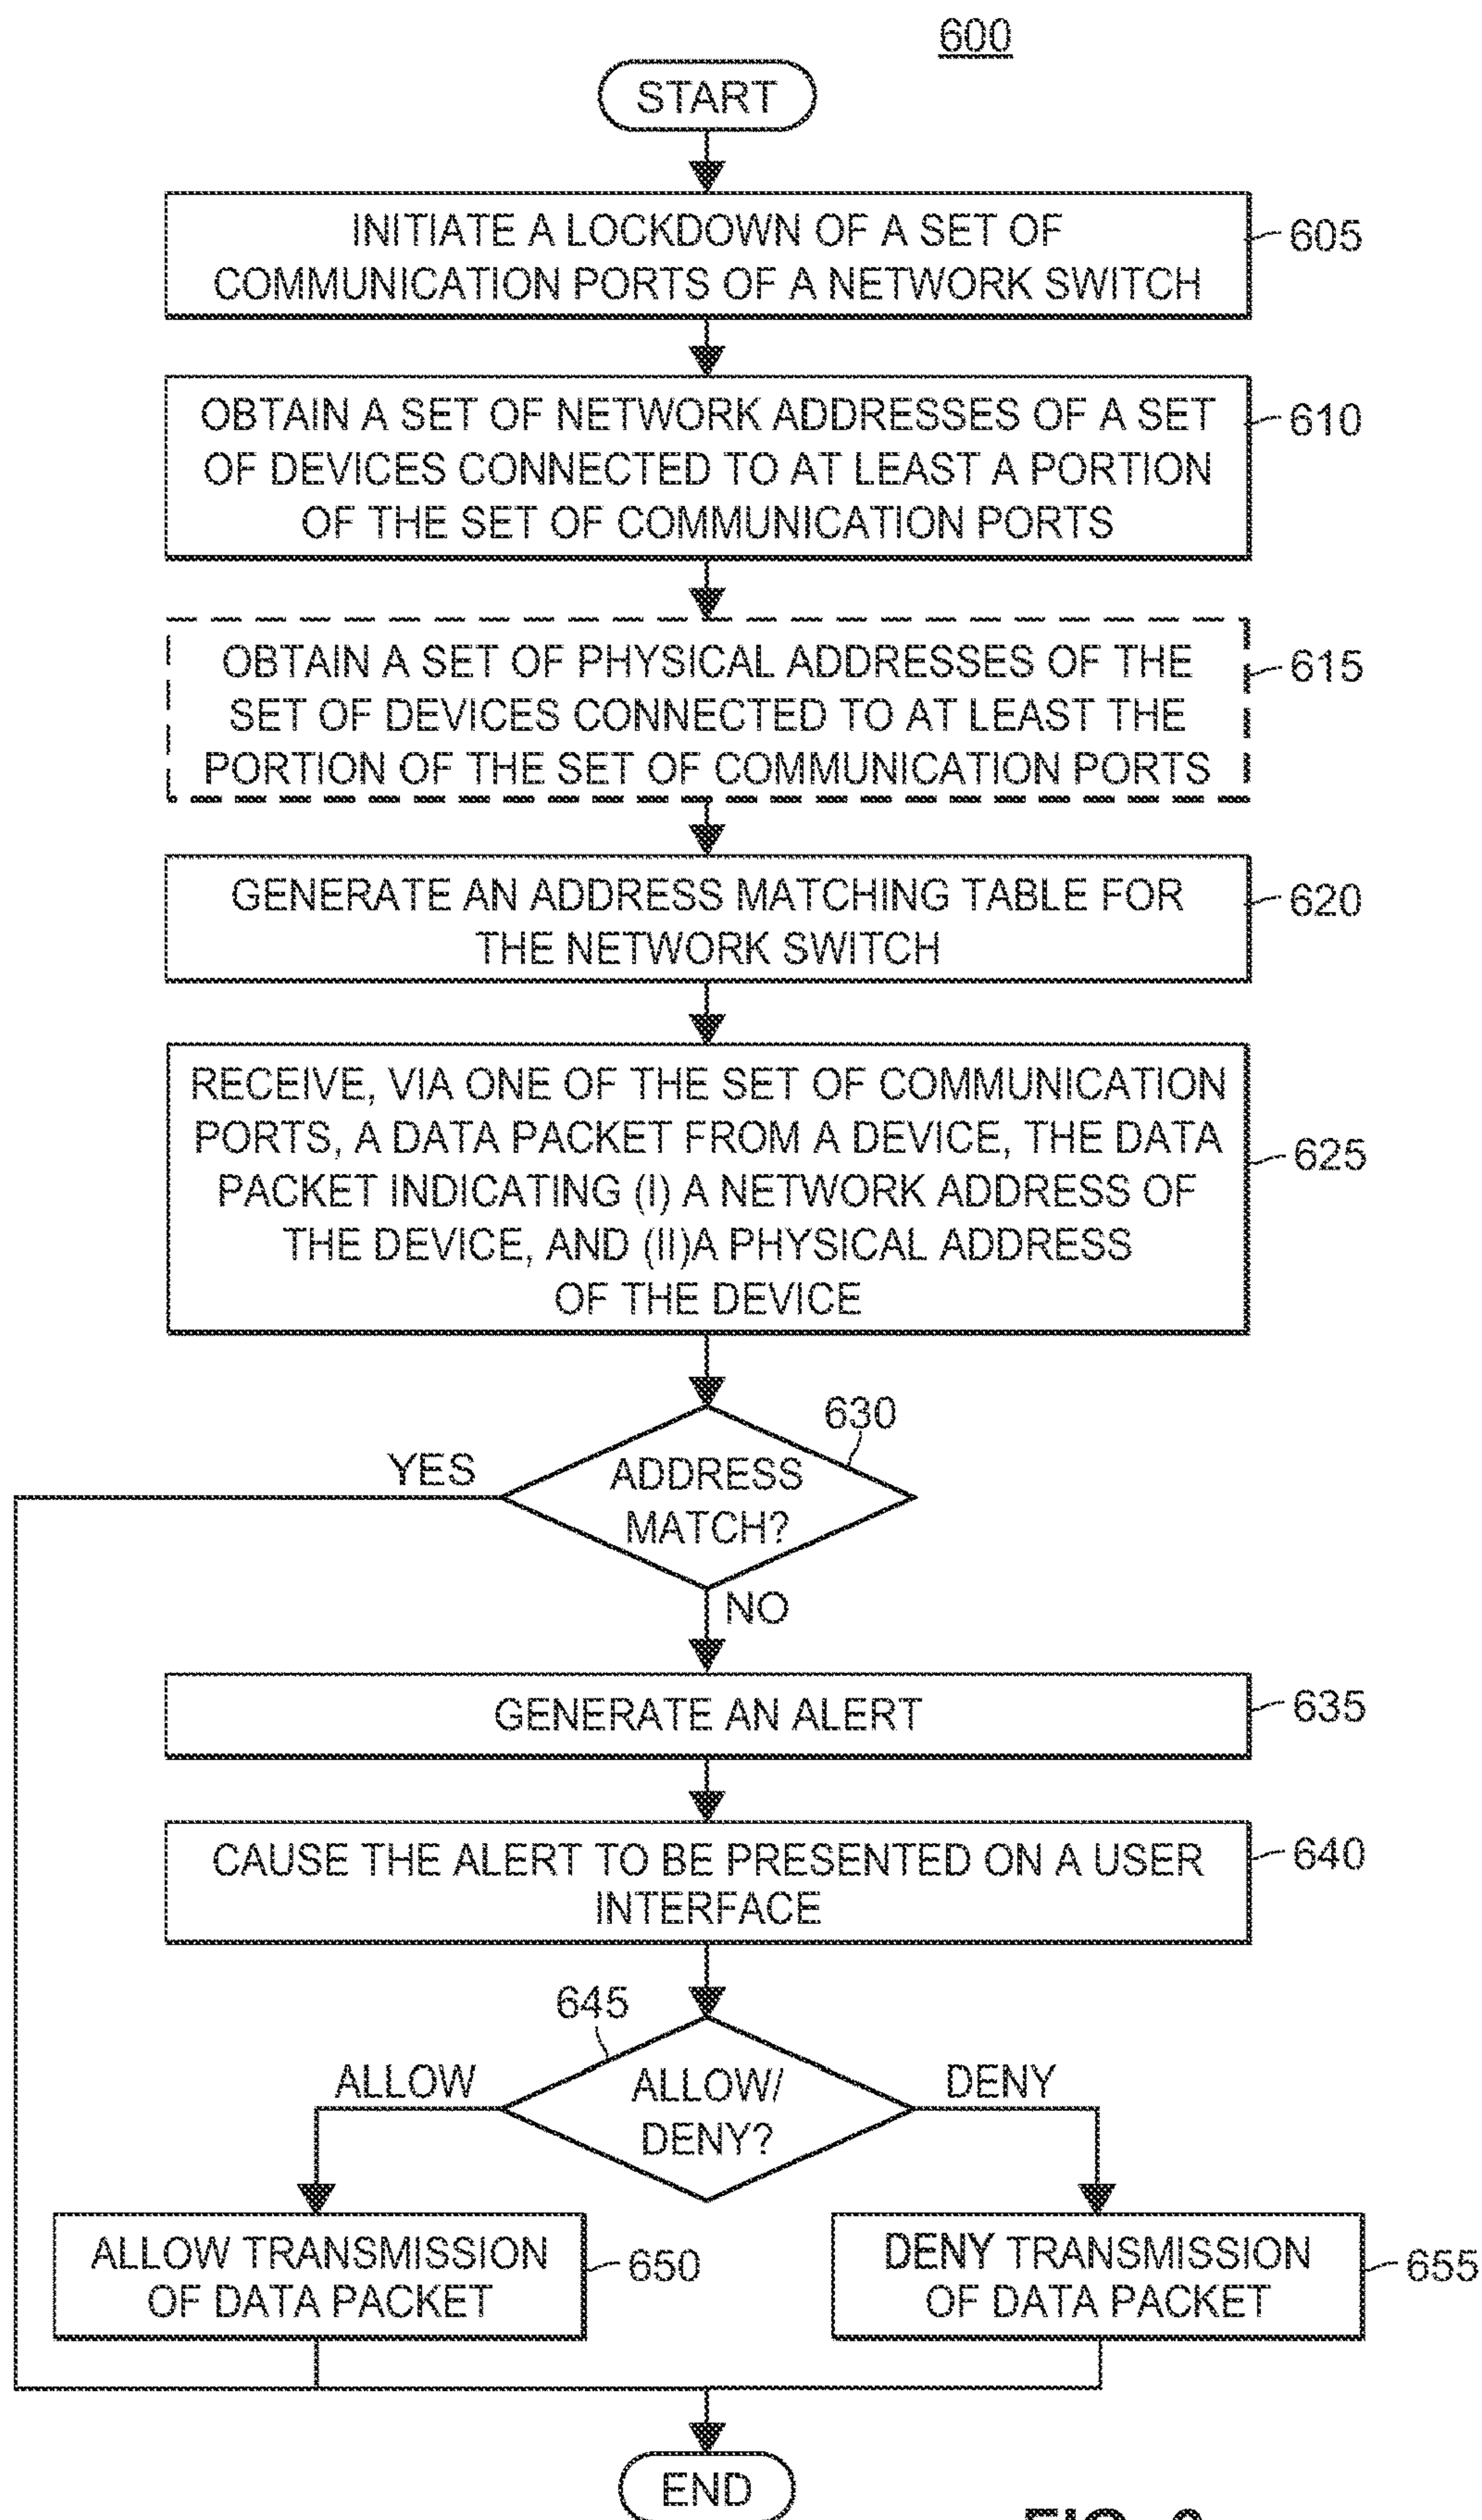 600
START
INITIATE A LOCKDOWN OF A SET OF
COMMUNICATION PORTS OF A NETWORK SWITCH
605
OBTAIN A SET OF NETWORK ADDRESSES OF A SET
OF DEVICES CONNECTED TO AT LEAST A PORTION
OF THE SET OF COMMUNICATION PORTS
610
OBTAIN A SET OF PHYSICAL ADDRESSES OF THE
SET OF DEVICES CONNECTED TO AT LEAST THE
PORTION OF THE SET OF COMMUNICATION PORTS
615
GENERATE AN ADDRESS MATCHING TABLE FOR
THE NETWORK SWITCH
620
RECEIVE, VIA ONE OF THE SET OF COMMUNICATION
PORTS, A DATA PACKET FROM A DEVICE, THE DATA
PACKET INDICATING (I) A NETWORK ADDRESS OF
THE DEVICE, AND (II)A PHYSICAL ADDRESS
OF THE DEVICE
625
630
YES
ADDRESS
MATCH?
NO
GENERATE AN ALERT
635
CAUSE THE ALERT TO BE PRESENTED ON A USER
INTERFACE
640
645
ALLOW
ALLOW/
DENY?
DENY
ALLOW TRANSMISSION
OF DATA PACKET
650
DENY TRANSMISSION
OF DATA PACKET
655
END